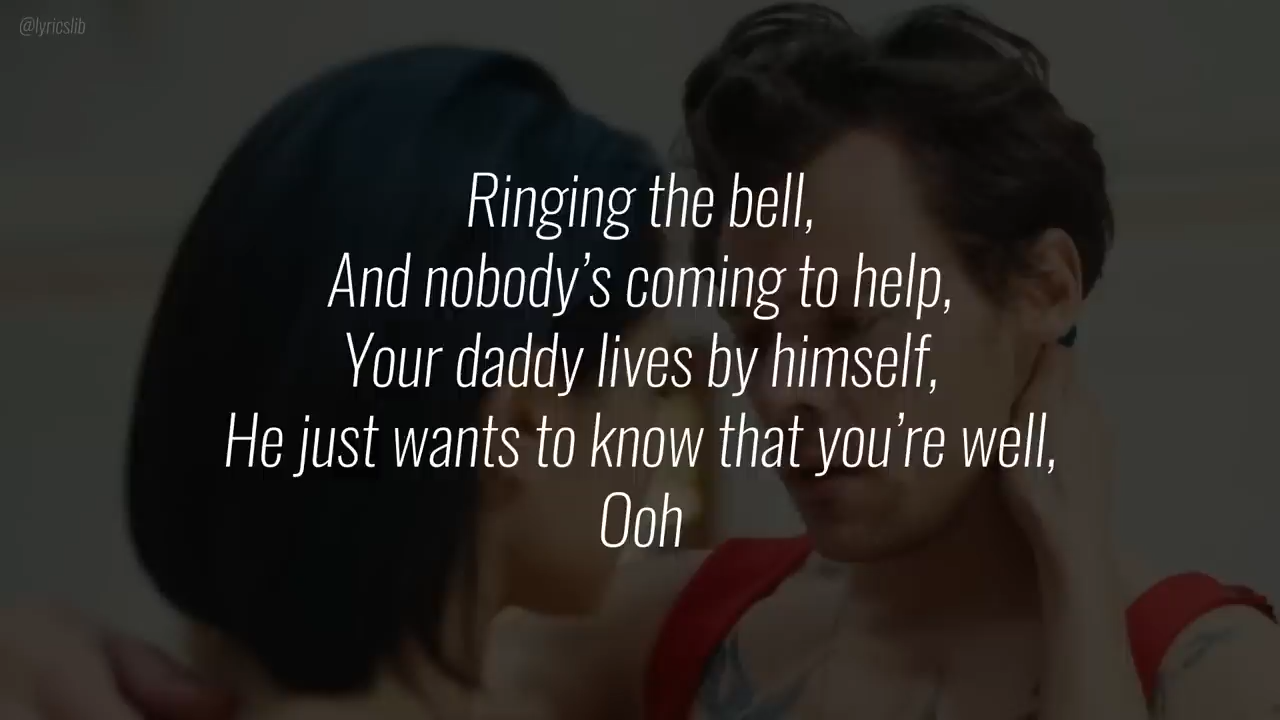 @lyricslib
Ringing the bell,
And nobody’s coming to help,
Your daddy lives by himself,
He just wants to know that you’re well,
Ooh